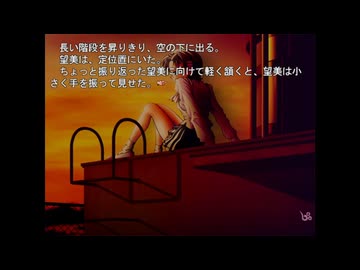 長い階段を昇りきり、空の下に出る。
望美は、定位置にいた。
ちょっと振り返った望美に向けて軽く頷くと、望美は小
さく手を振って見せた。